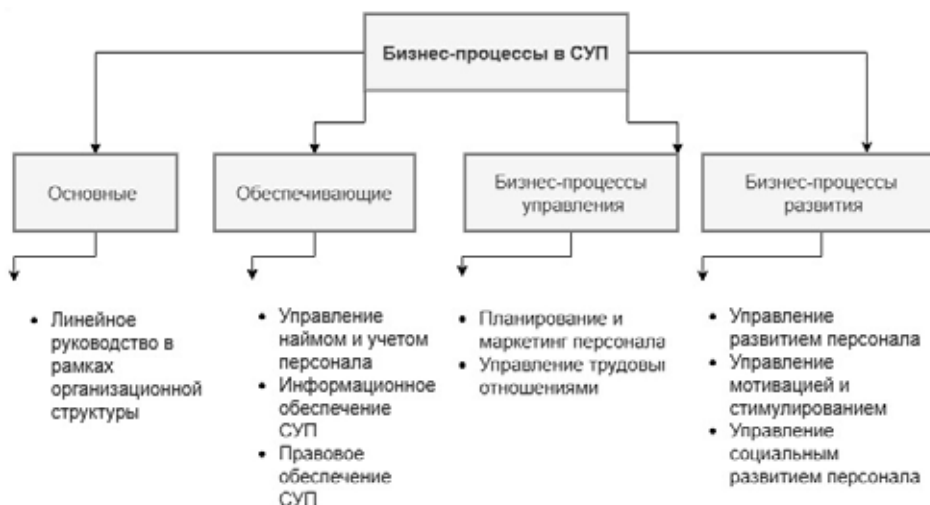 Бизнес-процессы в СУП
Основные
Обеспечивающие
Бизнес-процессы
управления
Бизнес-процессы
развития
• Линейное
руководство в
рамках
организационной
структуры
• Управление
наймом и учетом
персонала
• Информационное
обеспечение
СУП
• Правовое
обеспечение
СУП
• Планирование и
маркетинг персонала
• Управление трудовы
отношениями
• Управление
развитием персонала
• Управление
мотивацией и
стимулированием
• Управление
социальным
развитием персонала